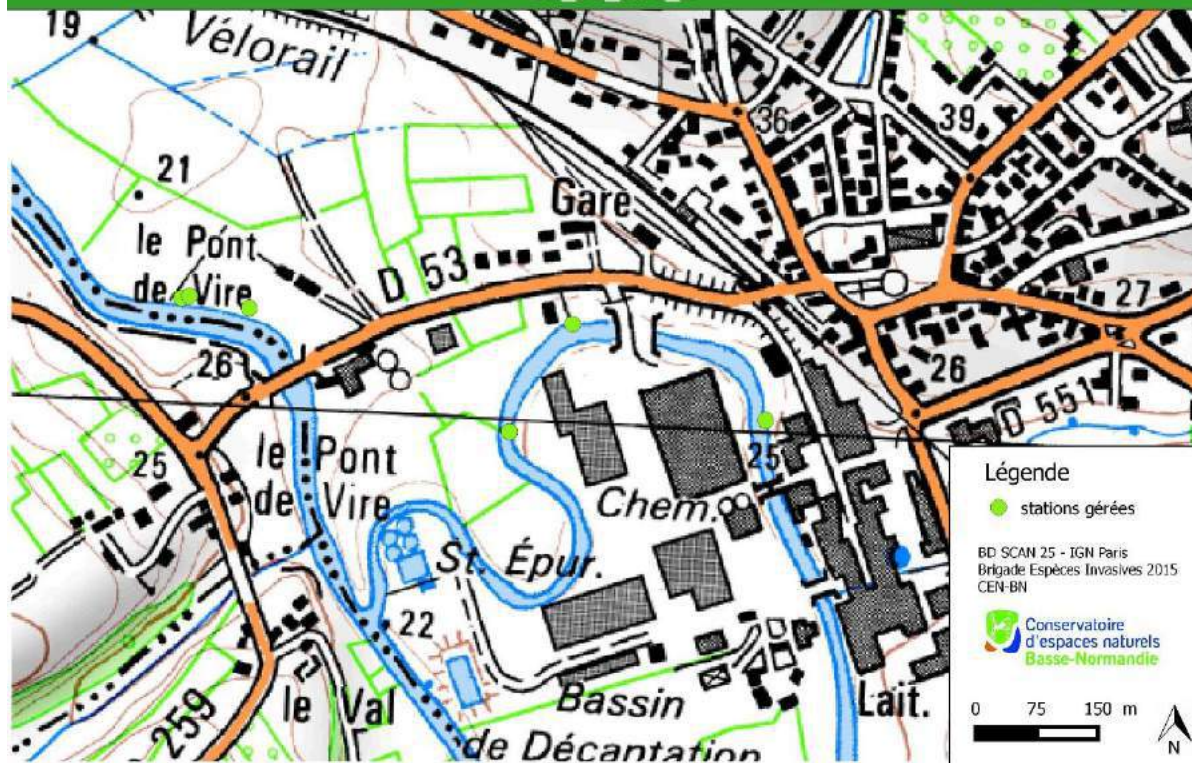 19
Vélorail
36
39
21
Gare
le Pont
de Vire
D 53
27
26
26
D 551
25
le Pont
de Vire
25
Chem.
St. Épur.
22
259
le Val
Bassin
de Décantation
Lait.
Légende
stations gérées
BD SCAN 25 - IGN Paris
Brigade Espèces Invasives 2015
CEN-BN
Conservatoire
d'espaces naturels
Basse-Normandie
0 75 150 m
N